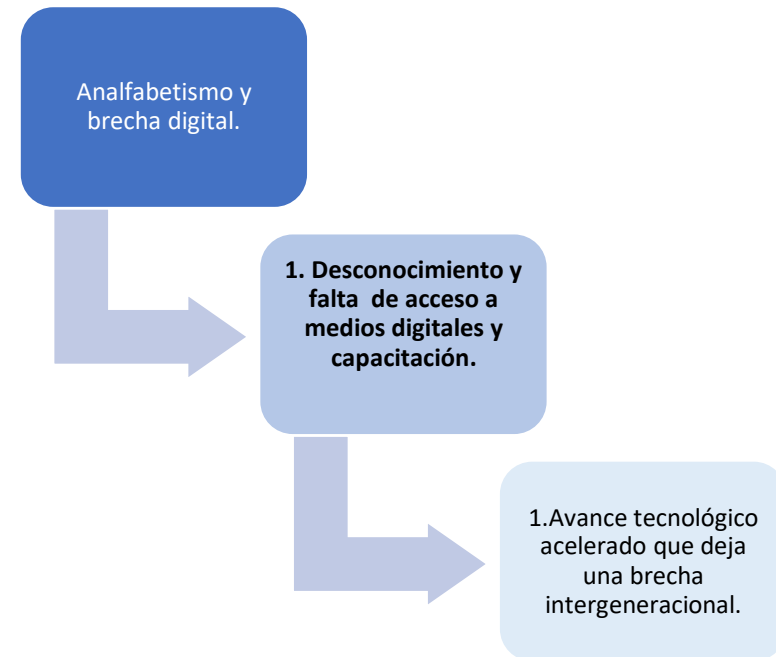 Analfabetismo y
brecha digital.
1. Desconocimiento y
falta de acceso a
medios digitales y
capacitación.
1.Avance tecnológico
acelerado que deja
una brecha
intergeneracional.